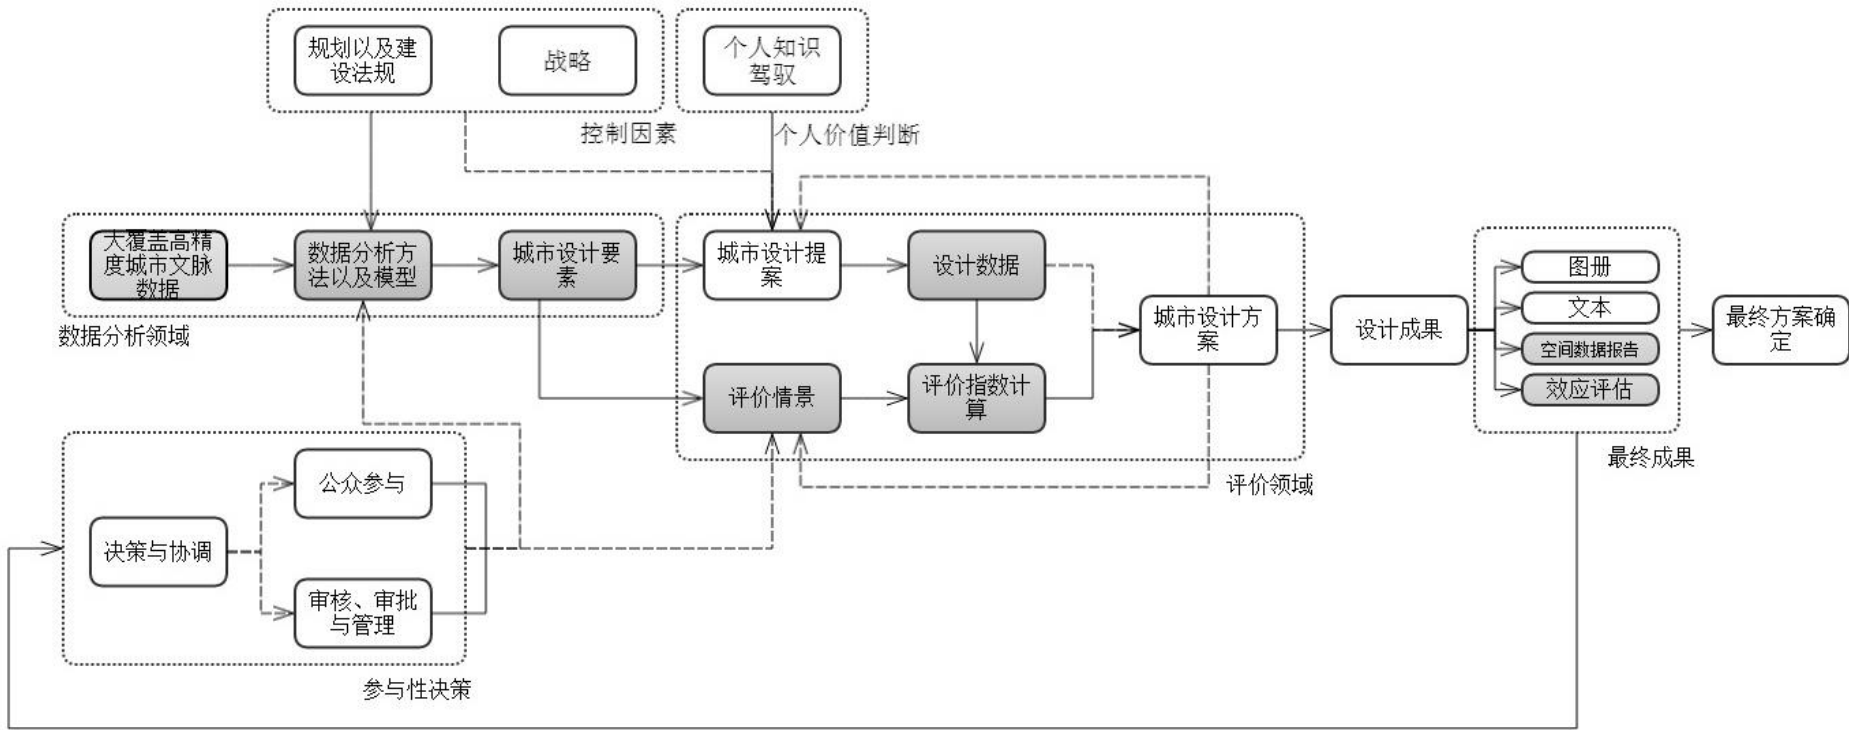 规划以及建
设法规
战略
个人知识
驾驭
控制因素
个人价值判断
大覆盖高精
度城市文脉
数据
数据分析方
法以及模型
城市设计要
素
城市设计提
案
设计数据
数据分析领域
评价情景
评价指数计
算
城市设计方
案
设计成果
图册
文本
空间数据报告
效应评估
最终方案确
定
最终成果
评价领域
公众参与
决策与协调
审核、审批
与管理
参与性决策